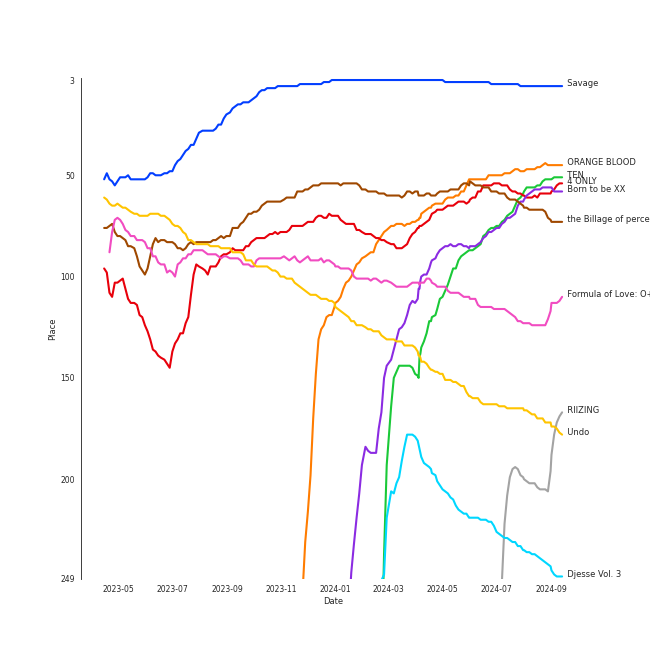 3
50
100
150
200
249
Place
2023-05
2023-07
2023-09
2023-11
2024-01
2024-03
2024-05
2024-07
2024-09
Date
Savage
ORANGE BLOOD
TEN
4 ONLY
Born to be XX
the Billage of perce
Formula of Love: O+
RIIZING
Undo
Djesse Vol. 3